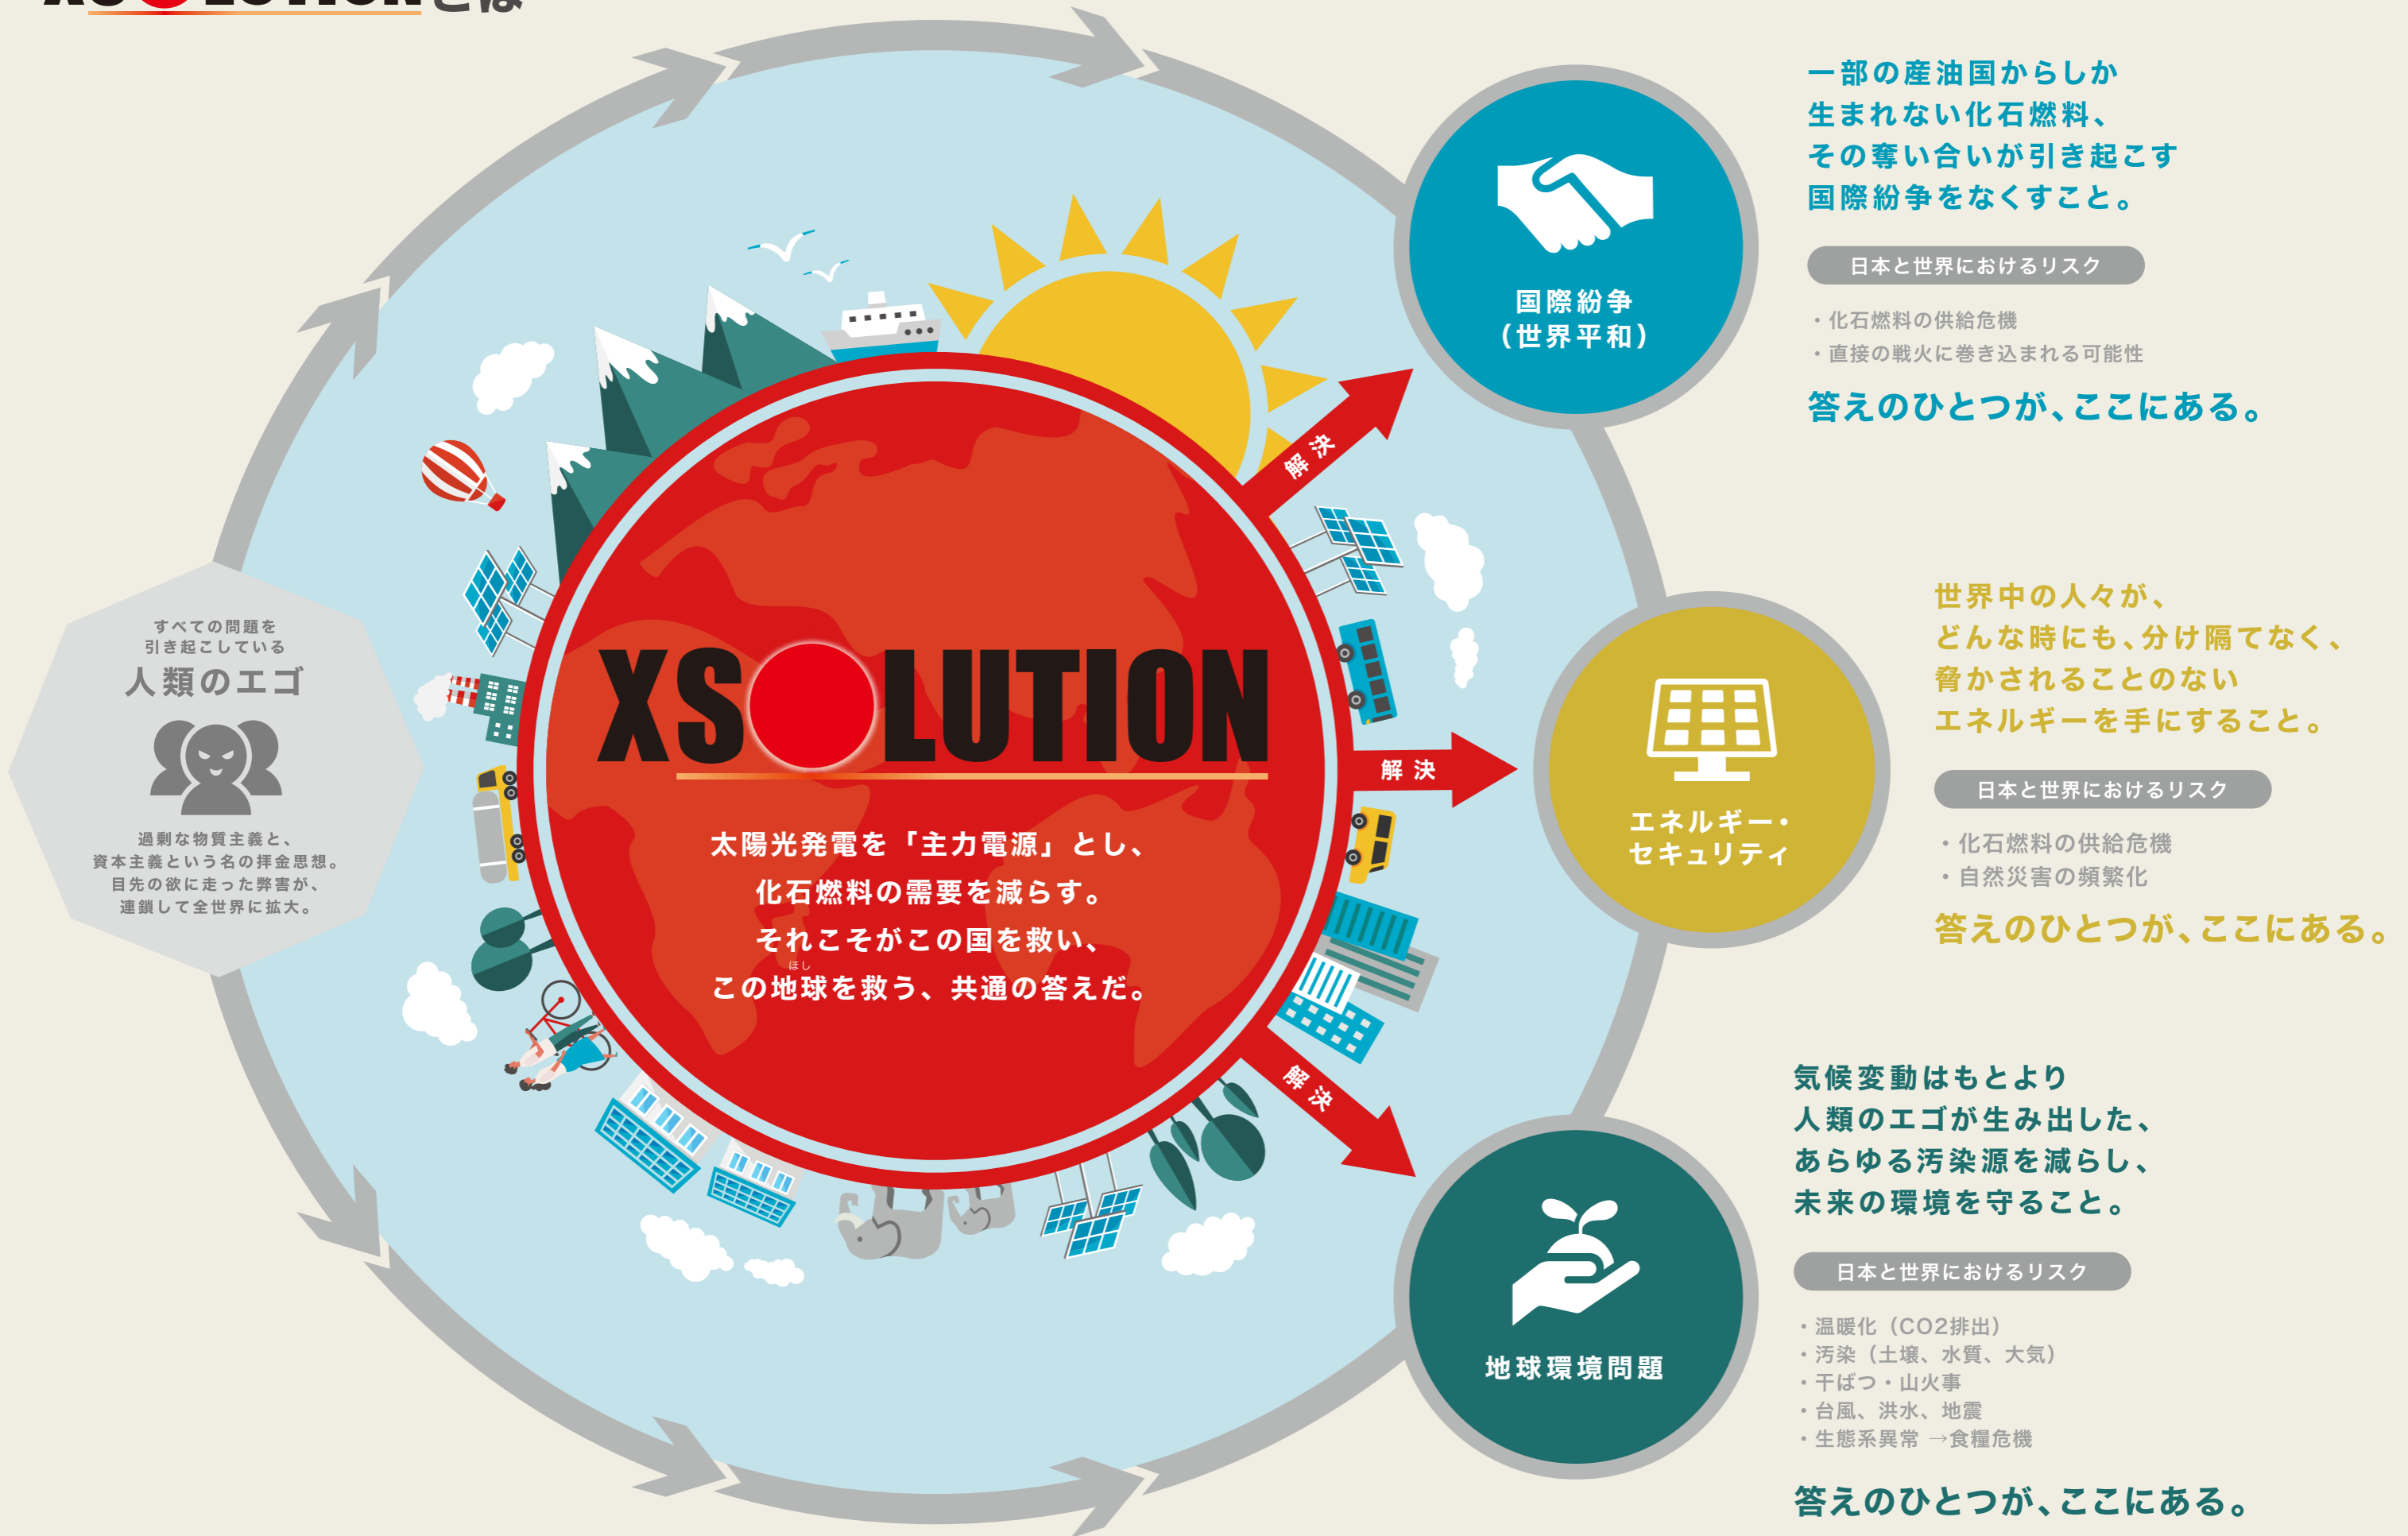 XSOLUTIONとは
すべての問題を
引き起こしている
人類のエゴ
過剰な物質主義と、
資本主義という名の拝金思想。
目先の欲に走った弊害が、
連鎖して全世界に拡大。
XSOLUTION
太陽光発電を「主力電源」とし、
化石燃料の需要を減らす。
それこそがこの国を救い、
ほし
この地球を救う、共通の答えだ。
解決
解決
解決
国際紛争
（世界平和）
一部の産油国からしか
生まれない化石燃料、
その奪い合いが引き起こす
国際紛争をなくすこと。
日本と世界におけるリスク
・化石燃料の供給危機
・直接の戦火に巻き込まれる可能性
答えのひとつが、ここにある。
エネルギー・
セキュリティ
世界中の人々が、
どんな時にも、分け隔てなく、
脅かされることのない
エネルギーを手にすること。
日本と世界におけるリスク
・化石燃料の供給危機
・自然災害の頻繁化
答えのひとつが、ここにある。
地球環境問題
気候変動はもとより
人類のエゴが生み出した、
あらゆる汚染源を減らし、
未来の環境を守ること。
日本と世界におけるリスク
・温暖化（CO2排出）
・汚染（土壌、水質、大気）
・干ばつ・山火事
・台風、洪水、地震
・生態系異常 →食糧危機
答えのひとつが、ここにある。